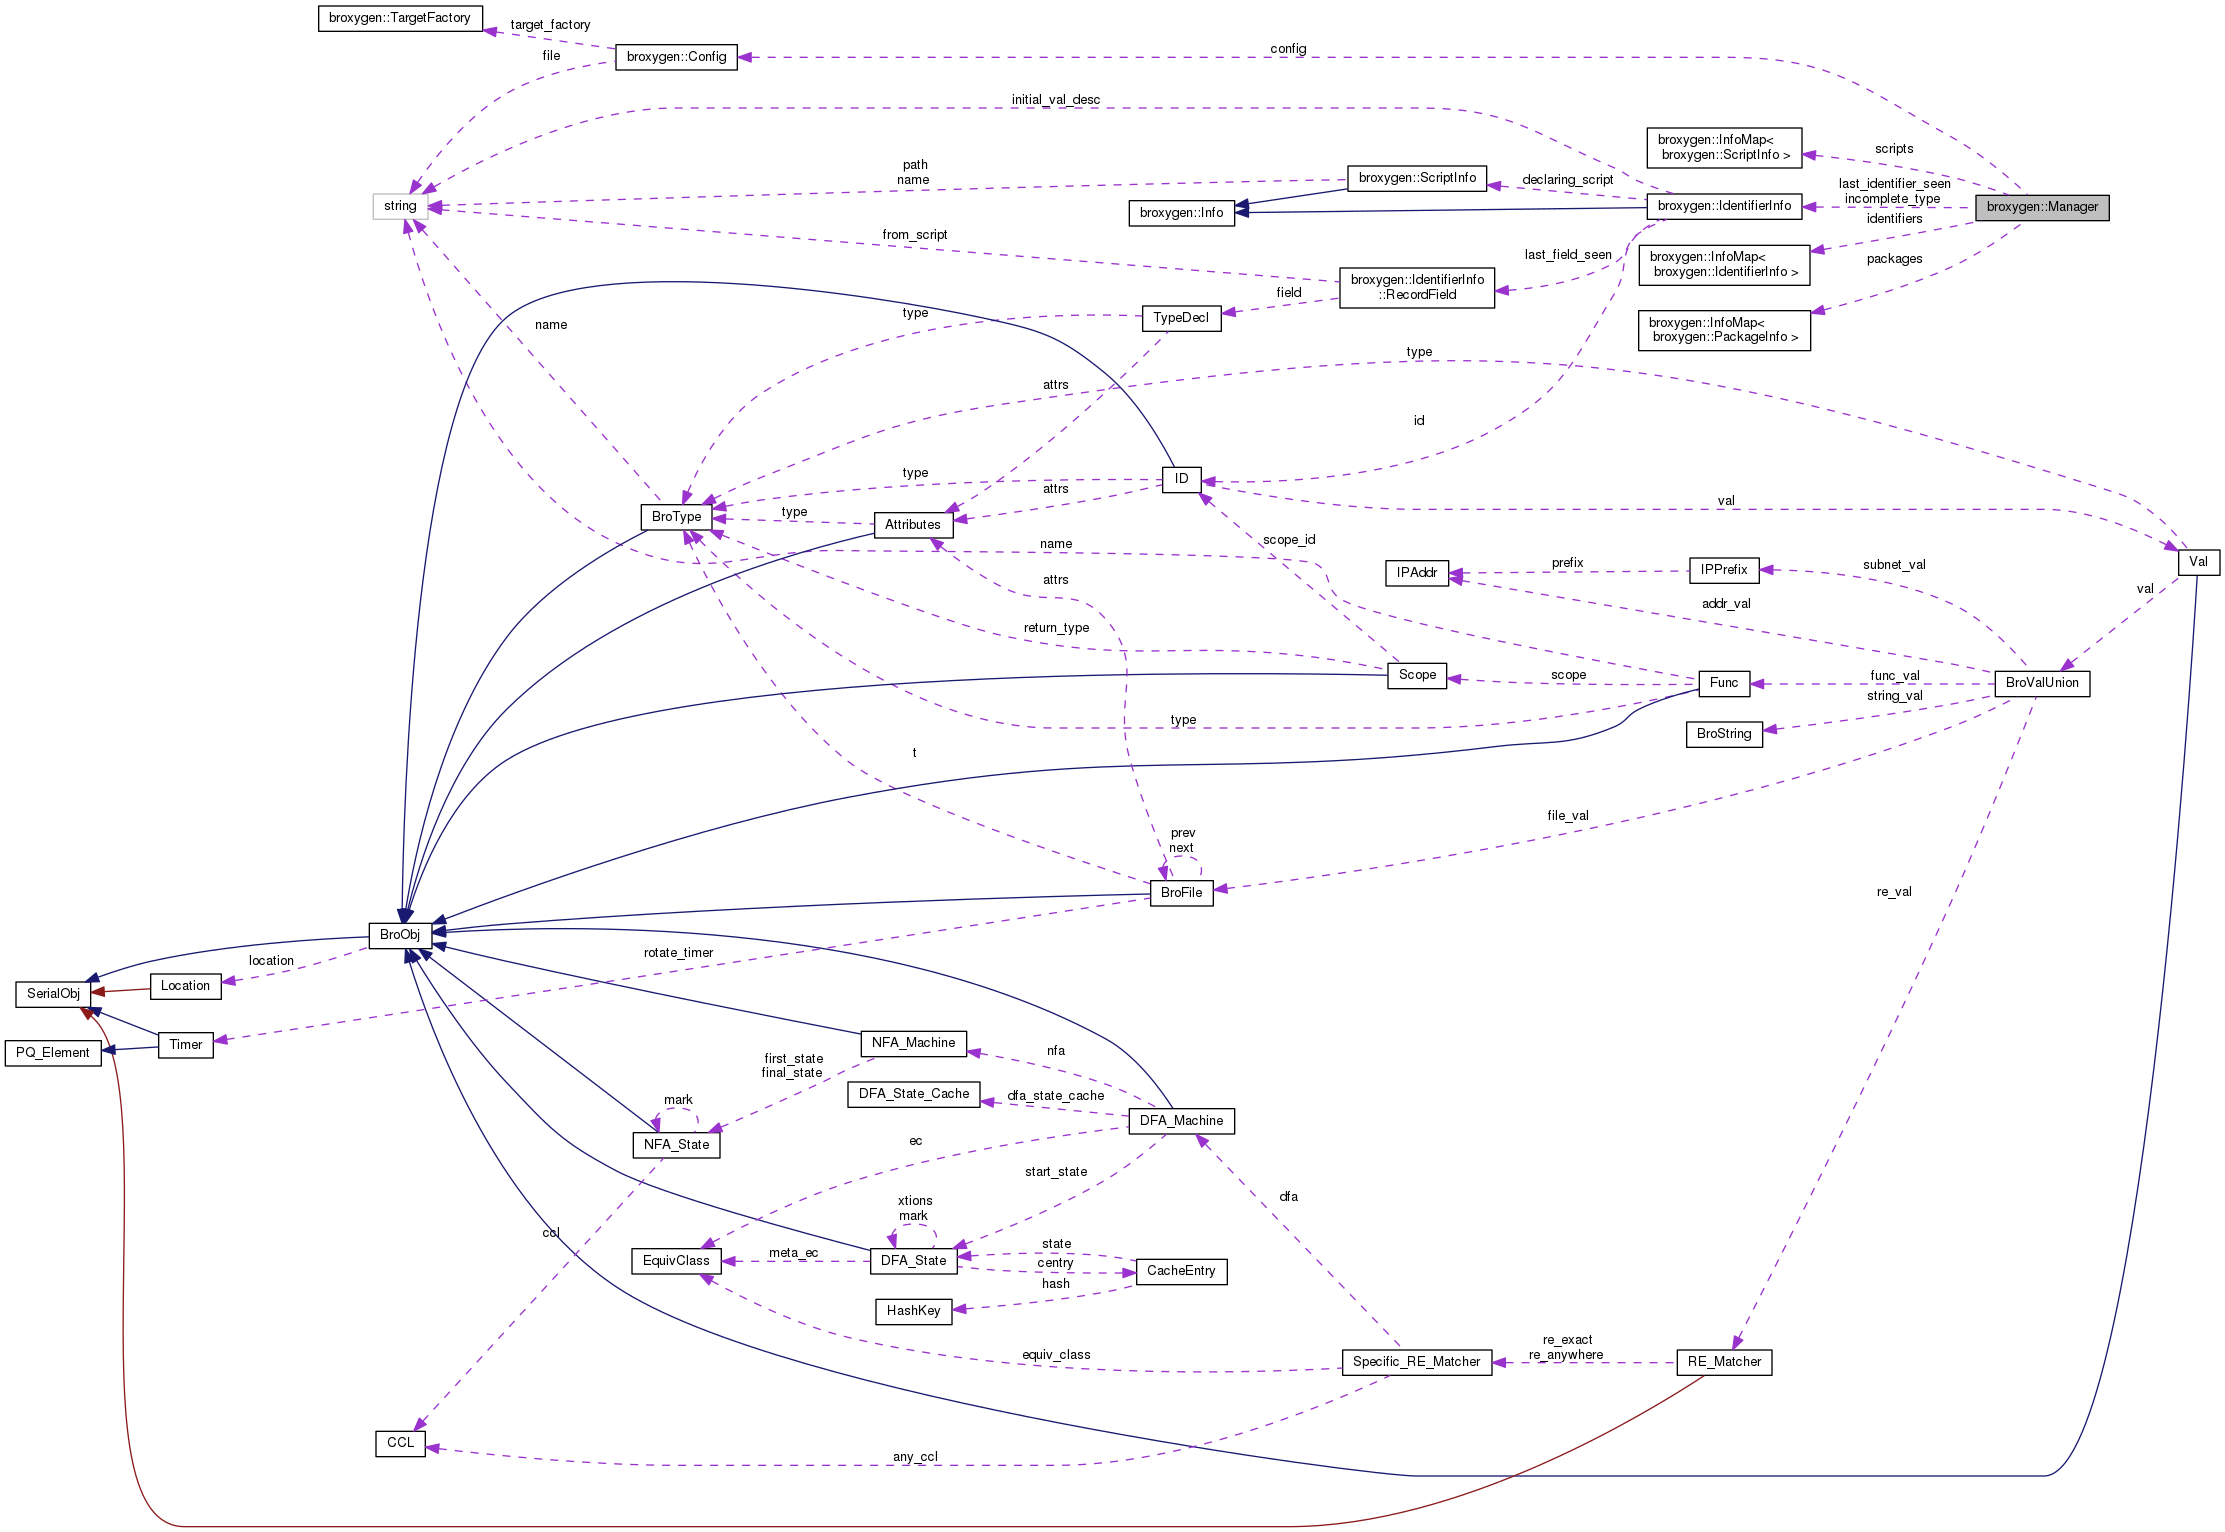 broxygen::TargetFactory
target_factory
broxygen::Config
config
file
initial_val_desc
broxygen::InfoMap<
broxygen::ScriptInfo >
scripts
path
name
broxygen::ScriptInfo
declaring_script
last_identifier_seen
incomplete_type
string
broxygen::Info
broxygen::IdentifierInfo
broxygen::Manager
identifiers
from_script
last_field_seen
broxygen::InfoMap<
broxygen::IdentifierInfo >
packages
broxygen::IdentifierInfo
::RecordField
field
TypeDecl
type
name
broxygen::InfoMap<
broxygen::PackageInfo >
type
attrs
id
type
ID
attrs
val
BroType
type
Attributes
scope_id
name
attrs
IPAddr
prefix
IPPrefix
subnet_val
Val
val
addr_val
return_type
Scope
scope
Func
func_val
BroValUnion
string_val
type
BroString
t
file_val
prev
next
BroFile
re_val
BroObj
location
rotate_timer
SerialObj
Location
Timer
PQ_Element
NFA_Machine
nfa
first_state
final_state
DFA_State_Cache
dfa_state_cache
mark
NFA_State
DFA_Machine
ec
start_state
dfa
xtions
mark
ccl
EquivClass
meta_ec
DFA_State
state
centry
CacheEntry
hash
HashKey
equiv_class
Specific_RE_Matcher
re_exact
re_anywhere
RE_Matcher
CCL
any_ccl